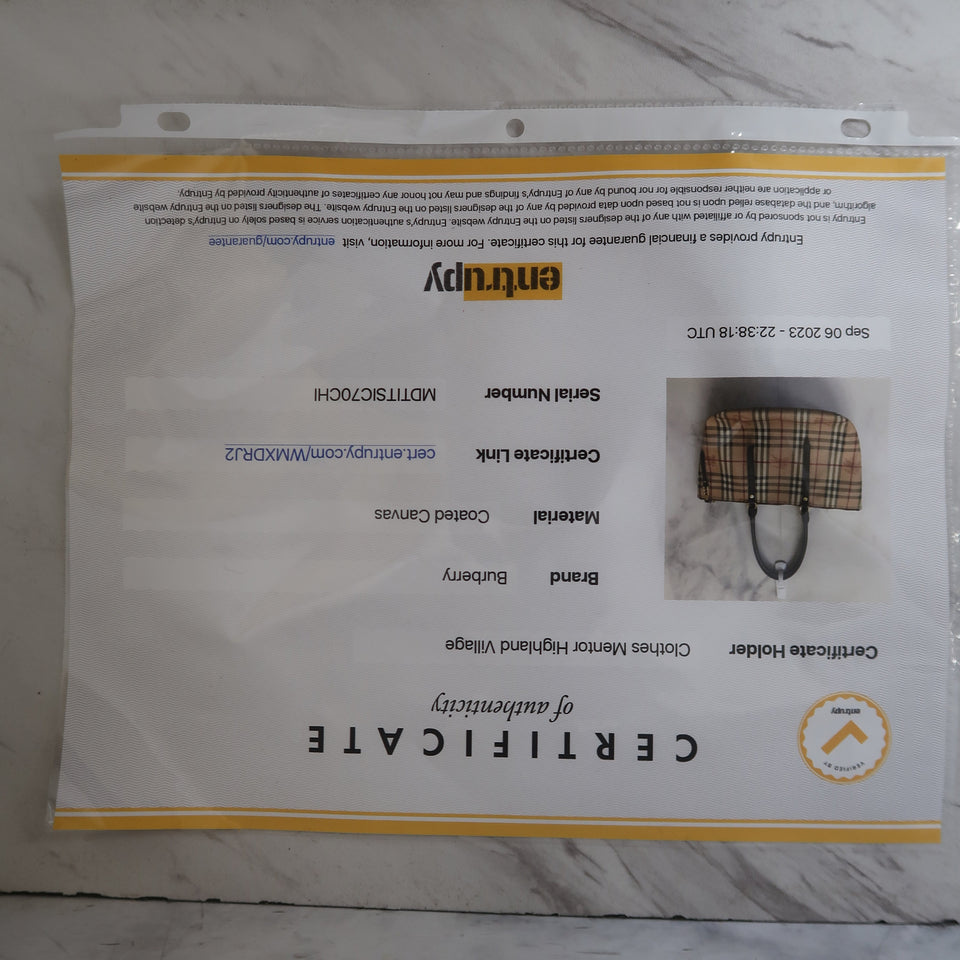 CERTIFICATE
of authenticity
VERIFIED BY
entrupy
Certificate Holder Clothes Mentor Highland Village
Brand Burberry
Material Coated Canvas
Certificate Link cert.entrupy.com/WMXDRJ2
Serial Number MDTITSIC70CHI
Sep 06 2023 - 22:38:18 UTC
entrupy
Entrupy provides a financial guarantee for this certificate. For more information, visit entrupy.com/guarantee
Entrupy is not sponsored by or affiliated with any of the designers listed on the Entrupy website. Entrupy's authentication service is based solely on Entrupy's detection
algorithm, and the database relied upon is not based upon data provided by any of the designers listed on the Entrupy website. The designers listed on the Entrupy website
or application are neither responsible for nor bound by any of Entrupy's findings and may not honor any certificates of authenticity provided by Entrupy.